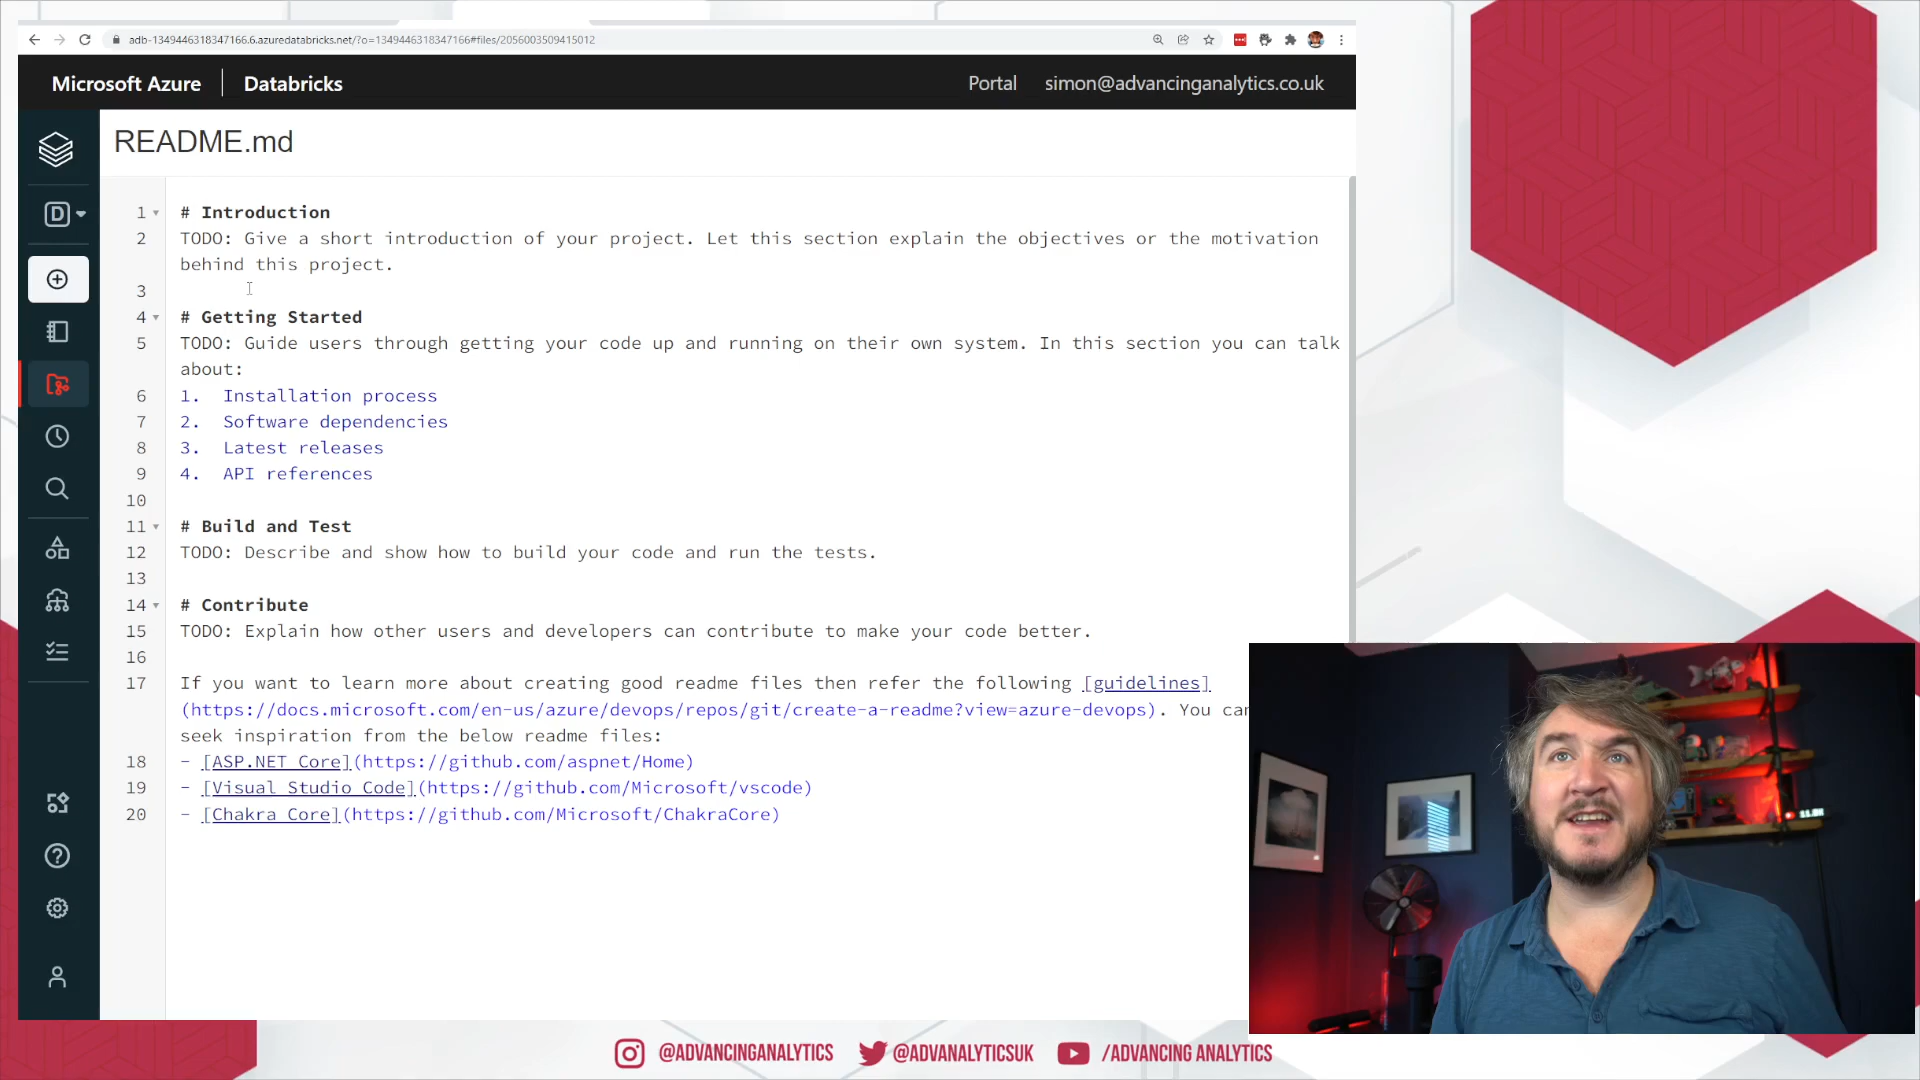 adb-1349446318347166.6.azuredatabricks.net/?o=1349446318347166#files/2056003509415012
Microsoft Azure | Databricks
Portal
simon@advancinganalytics.co.uk
D
README.md
1 # Introduction
2 TODO: Give a short introduction of your project. Let this section explain the objectives or the motivation
behind this project.
3
4 # Getting Started
5 TODO: Guide users through getting your code up and running on their own system. In this section you can talk
about:
6 1. Installation process
7 2. Software dependencies
8 3. Latest releases
9 4. API references
10
11 # Build and Test
12 TODO: Describe and show how to build your code and run the tests.
13
14 # Contribute
15 TODO: Explain how other users and developers can contribute to make your code better.
16
17 If you want to learn more about creating good readme files then refer the following [guidelines]
(https://docs.microsoft.com/en-us/azure/devops/repos/git/create-a-readme?view=azure-devops). You can
seek inspiration from the below readme files:
18 - [ASP.NET Core](https://github.com/aspnet/Home)
19 - [Visual Studio Code](https://github.com/Microsoft/vscode)
20 - [Chakra Core](https://github.com/Microsoft/ChakraCore)
@ADVANCINGANALYTICS
@ADVANALYTICSUK
/ADVANCING ANALYTICS